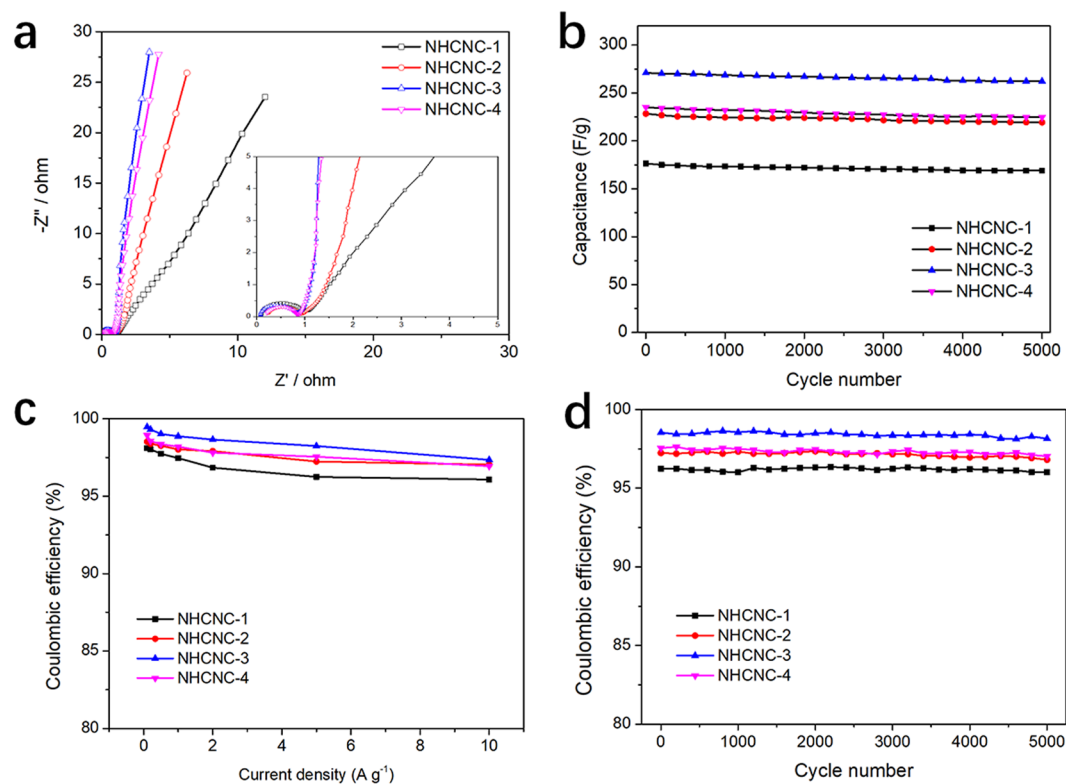 a
30
25
20
15
10
5
0
-Z" / ohm
0
10
20
30
Z' / ohm
NHCNC-1
NHCNC-2
NHCNC-3
NHCNC-4
5
4
3
2
1
0
0
1
2
3
4
5
b
300
250
200
150
100
50
0
Capacitance (F/g)
0
1000
2000
3000
4000
5000
Cycle number
NHCNC-1
NHCNC-2
NHCNC-3
NHCNC-4
c
100
95
90
85
80
Coulombic efficiency (%)
0
2
4
6
8
10
Current density (A g⁻¹)
NHCNC-1
NHCNC-2
NHCNC-3
NHCNC-4
d
100
95
90
85
80
Coulombic efficiency (%)
0
1000
2000
3000
4000
5000
Cycle number
NHCNC-1
NHCNC-2
NHCNC-3
NHCNC-4